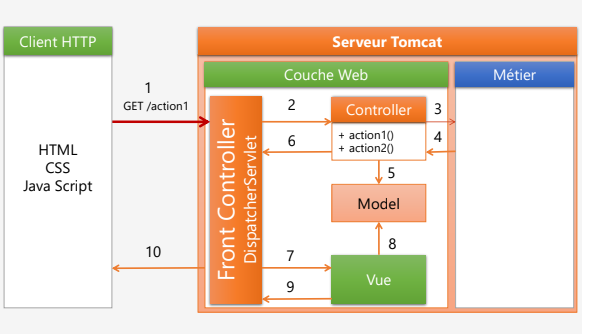 Client HTTP
Serveur Tomcat
Couche Web
Métier
1
GET /action1
HTML
CSS
Java Script
Front Controller
DispatcherServlet
2
Controller
3
+ action1()
+ action2()
4
6
5
Model
8
10
7
Vue
9